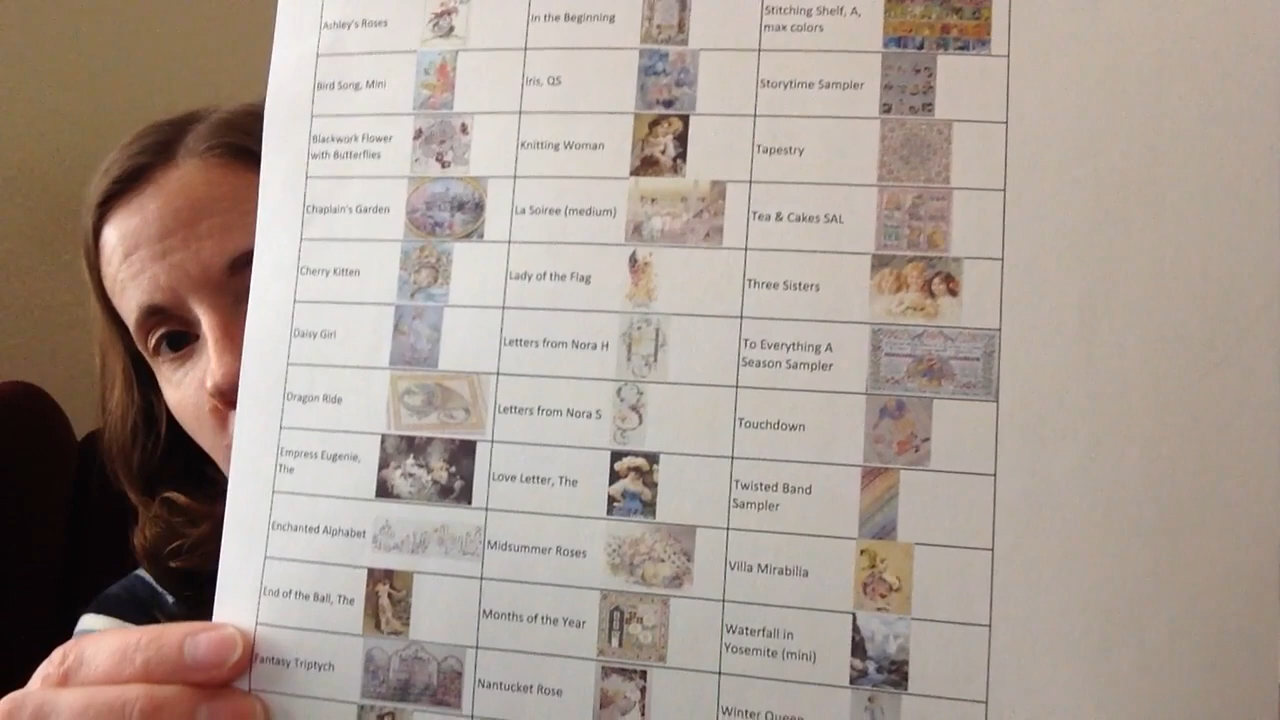 Ashley's Roses
In the Beginning
Stitching Shelf, A,
max colors
Bird Song, Mini
Iris, QS
Storytime Sampler
Blackwork Flower
with Butterflies
Knitting Woman
Tapestry
Chaplain's Garden
La Soiree (medium)
Tea & Cakes SAL
Cherry Kitten
Lady of the Flag
Three Sisters
Daisy Girl
Letters from Nora H
To Everything A
Season Sampler
Dragon Ride
Letters from Nora S
Touchdown
Empress Eugenie,
The
Love Letter, The
Twisted Band
Sampler
Enchanted Alphabet
Midsummer Roses
Villa Mirabilia
End of the Ball, The
Months of the Year
Waterfall in
Yosemite (mini)
Fantasy Triptych
Nantucket Rose
Winter Queen